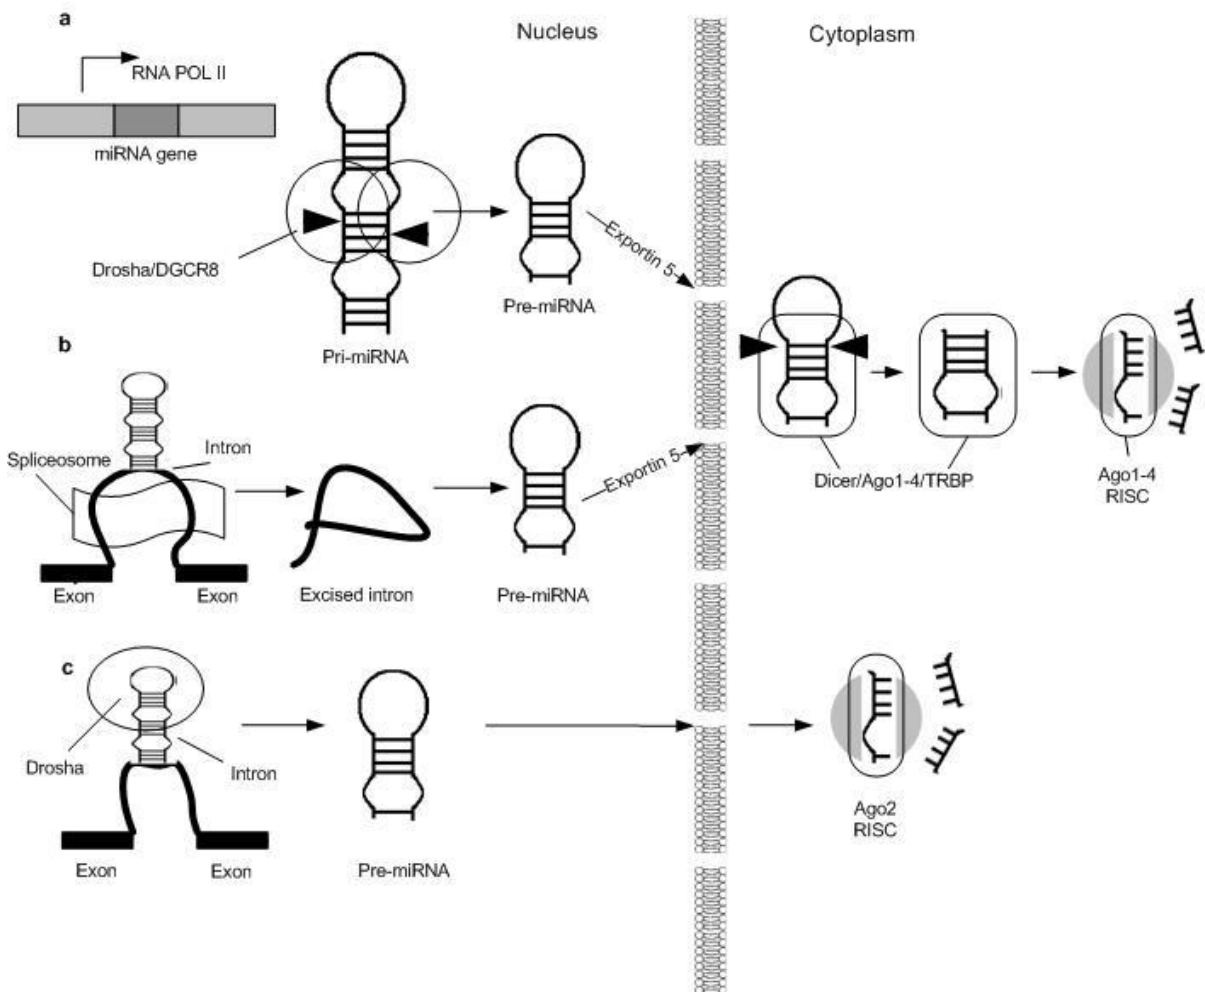 a
Nucleus
Cytoplasm
RNA POL II
miRNA gene
Drosha/DGCR8
Pri-miRNA
Pre-miRNA
Exportin 5
b
Spliceosome
Intron
Exon
Exon
Excised intron
Pre-miRNA
Exportin 5
Dicer/Ago1-4/TRBP
Ago1-4
RISC
c
Drosha
Intron
Exon
Exon
Pre-miRNA
Ago2
RISC